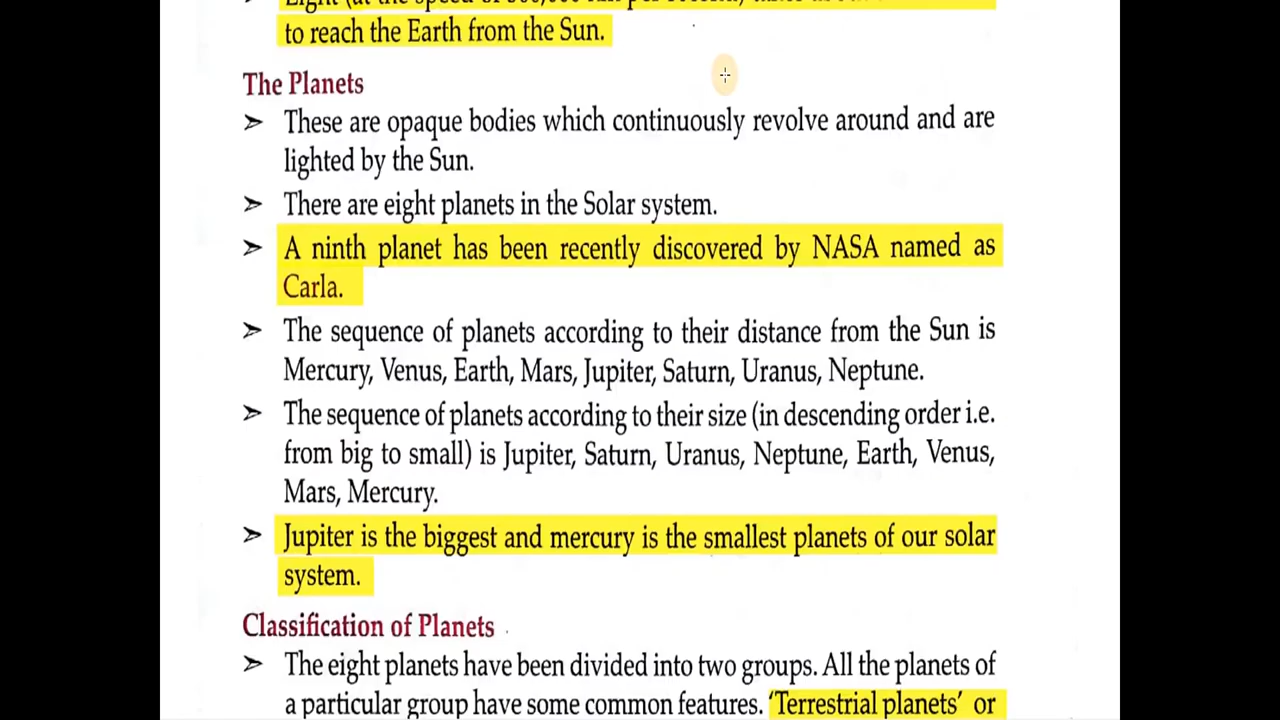 to reach the Earth from the Sun.
The Planets
➢ These are opaque bodies which continuously revolve around and are
lighted by the Sun.
➢ There are eight planets in the Solar system.
➢ A ninth planet has been recently discovered by NASA named as
Carla.
➢ The sequence of planets according to their distance from the Sun is
Mercury, Venus, Earth, Mars, Jupiter, Saturn, Uranus, Neptune.
➢ The sequence of planets according to their size (in descending order i.e.
from big to small) is Jupiter, Saturn, Uranus, Neptune, Earth, Venus,
Mars, Mercury.
➢ Jupiter is the biggest and mercury is the smallest planets of our solar
system.
Classification of Planets
➢ The eight planets have been divided into two groups. All the planets of
a particular group have some common features. 'Terrestrial planets' or